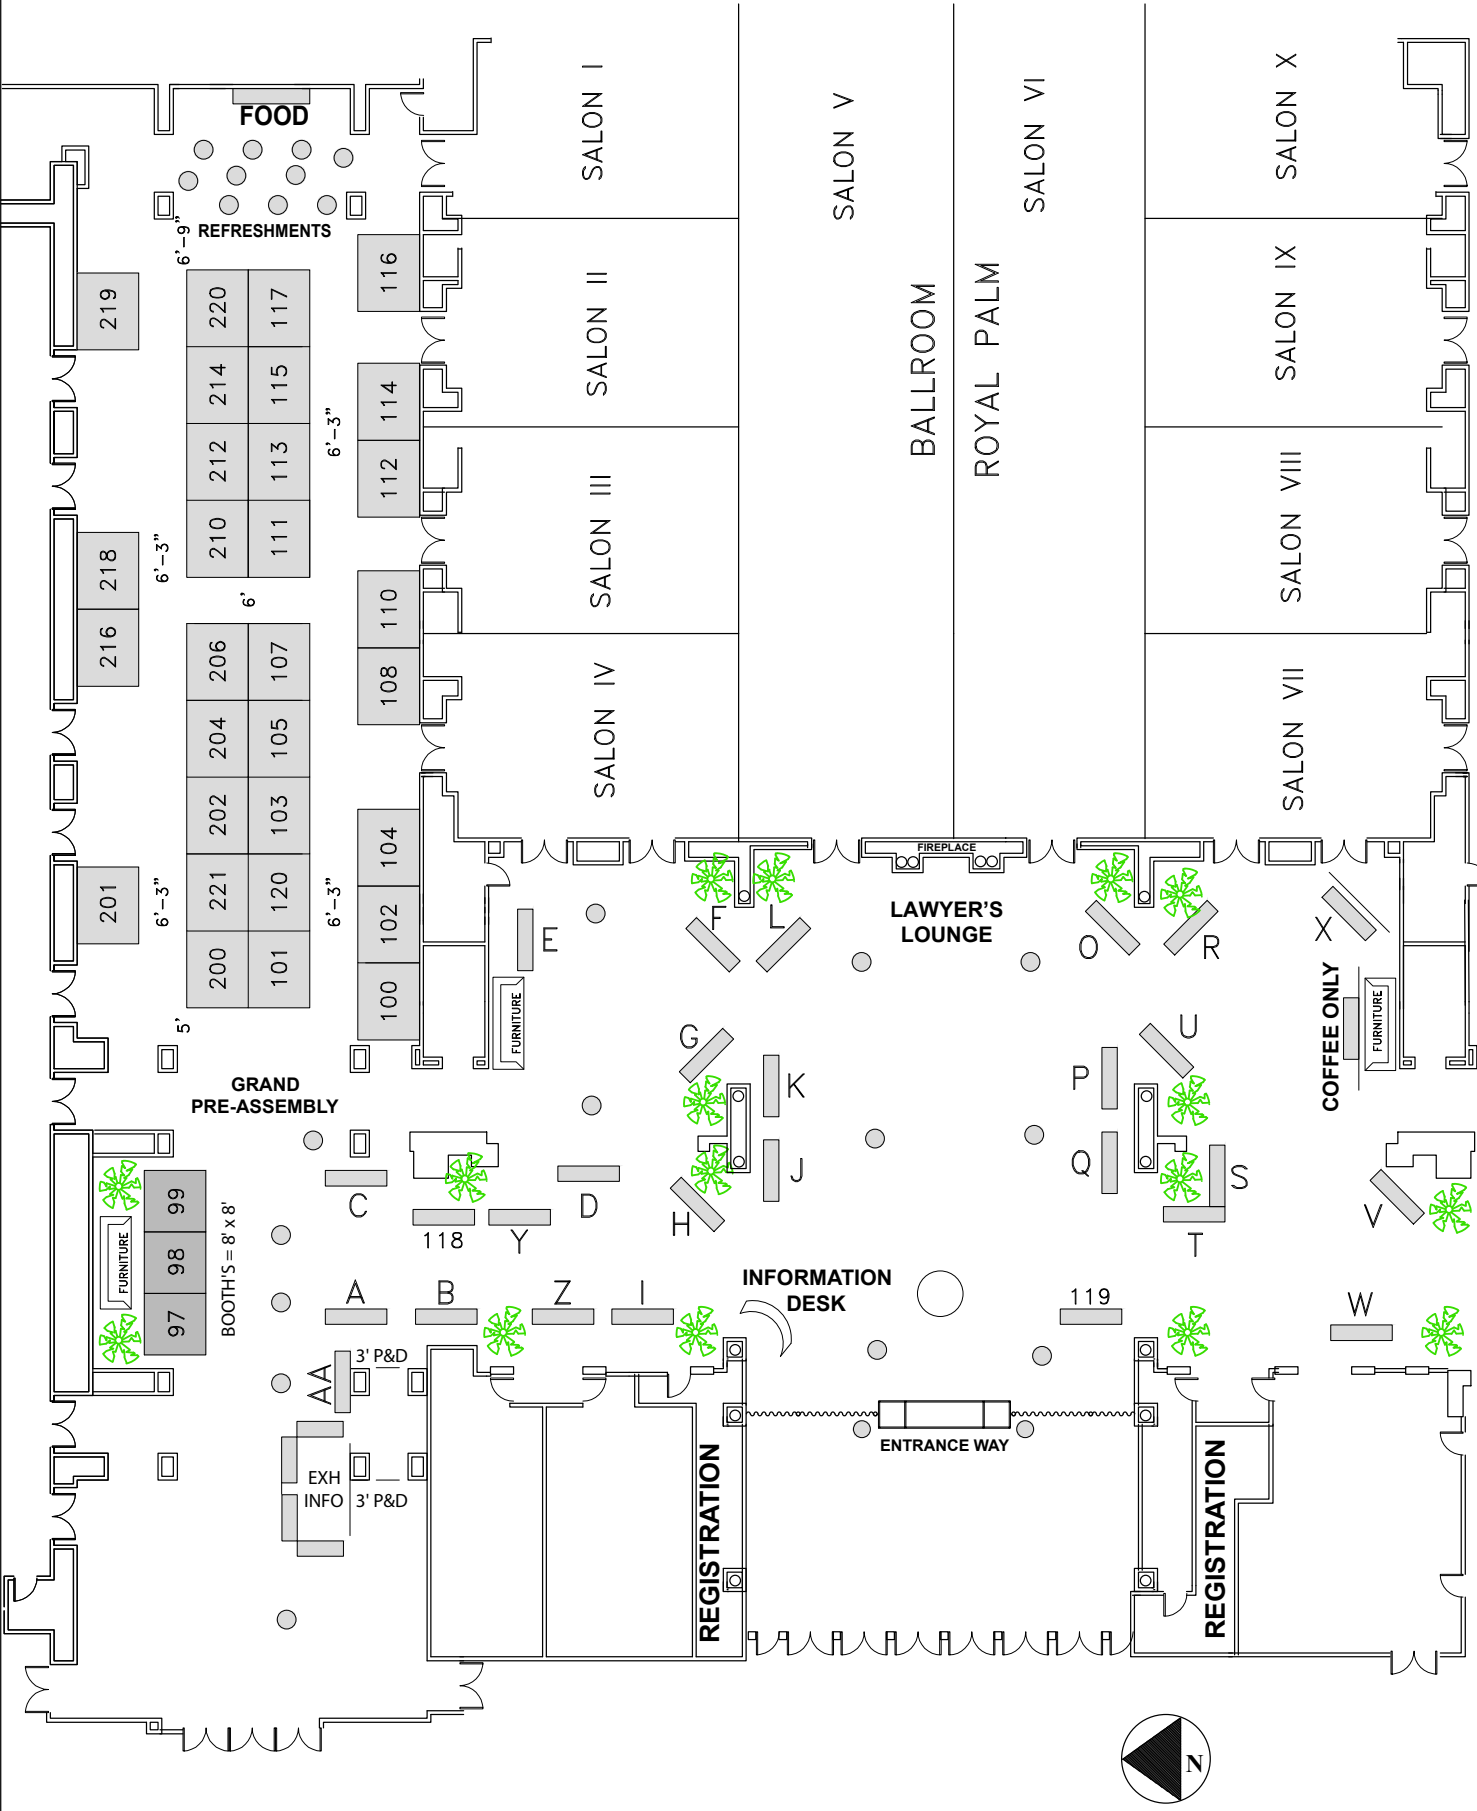 FOOD
REFRESHMENTS
6'-9"
SALON I
SALON V
SALON VI
SALON X
219
220
117
116
SALON II
BALLROOM
ROYAL PALM
SALON IX
214
115
114
6'-3"
212
113
112
218
6'-3"
210
111
SALON III
SALON VIII
6'
110
216
206
107
108
SALON IV
SALON VII
204
105
202
103
104
FIREPLACE
201
6'-3"
221
120
6'-3"
102
E
F
L
LAWYER'S
LOUNGE
O
R
X
200
101
100
FURNITURE
COFFEE ONLY
FURNITURE
5'
G
U
GRAND
PRE-ASSEMBLY
K
P
J
Q
S
99
C
D
H
V
118
Y
T
FURNITURE
98
BOOTH'S = 8' x 8'
INFORMATION
DESK
97
A
B
Z
I
119
W
AA
3' P&D
EXH
INFO
3' P&D
ENTRANCE WAY
REGISTRATION
REGISTRATION
N